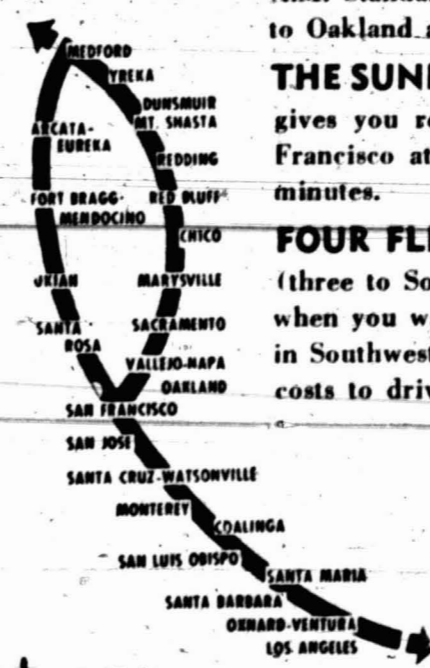 to Oakland
MEDFORD
YREKA
THE SUN
DUNSMUIR
MT. SHASTA
gives you
ARCATA-
EUREKA
REDDING
Francisco at
FORT BRAGG-
MENDOCINO
RED BLUFF
minutes.
CHICO
FOUR FL
UKIAH
MARYSVILLE
(three to So
SANTA
ROSA
SACRAMENTO
when you w
VALLEJO-NAPA
in Southwest
OAKLAND
costs to driv
SAN FRANCISCO
SAN JOSE
SANTA CRUZ-WATSONVILLE
MONTEREY
COALINGA
SAN LUIS OBISPO
SANTA MARIA
SANTA BARBARA
OXNARD-VENTURA
LOS ANGELES